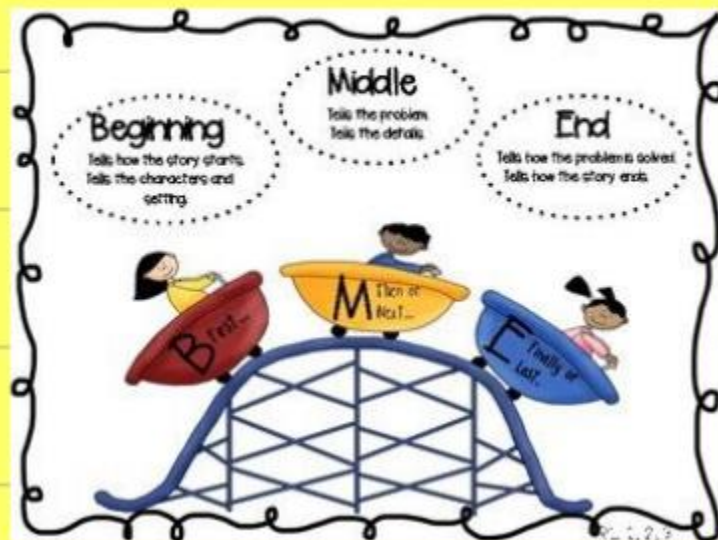 Beginning
Tells how the story starts.
Tells the characters and
setting.
Middle
Tells the problem
Tells the details
End
Tells how the problem is solved.
Tells how the story ends.
B First...
M Then or
Next...
E Finally or
Last...